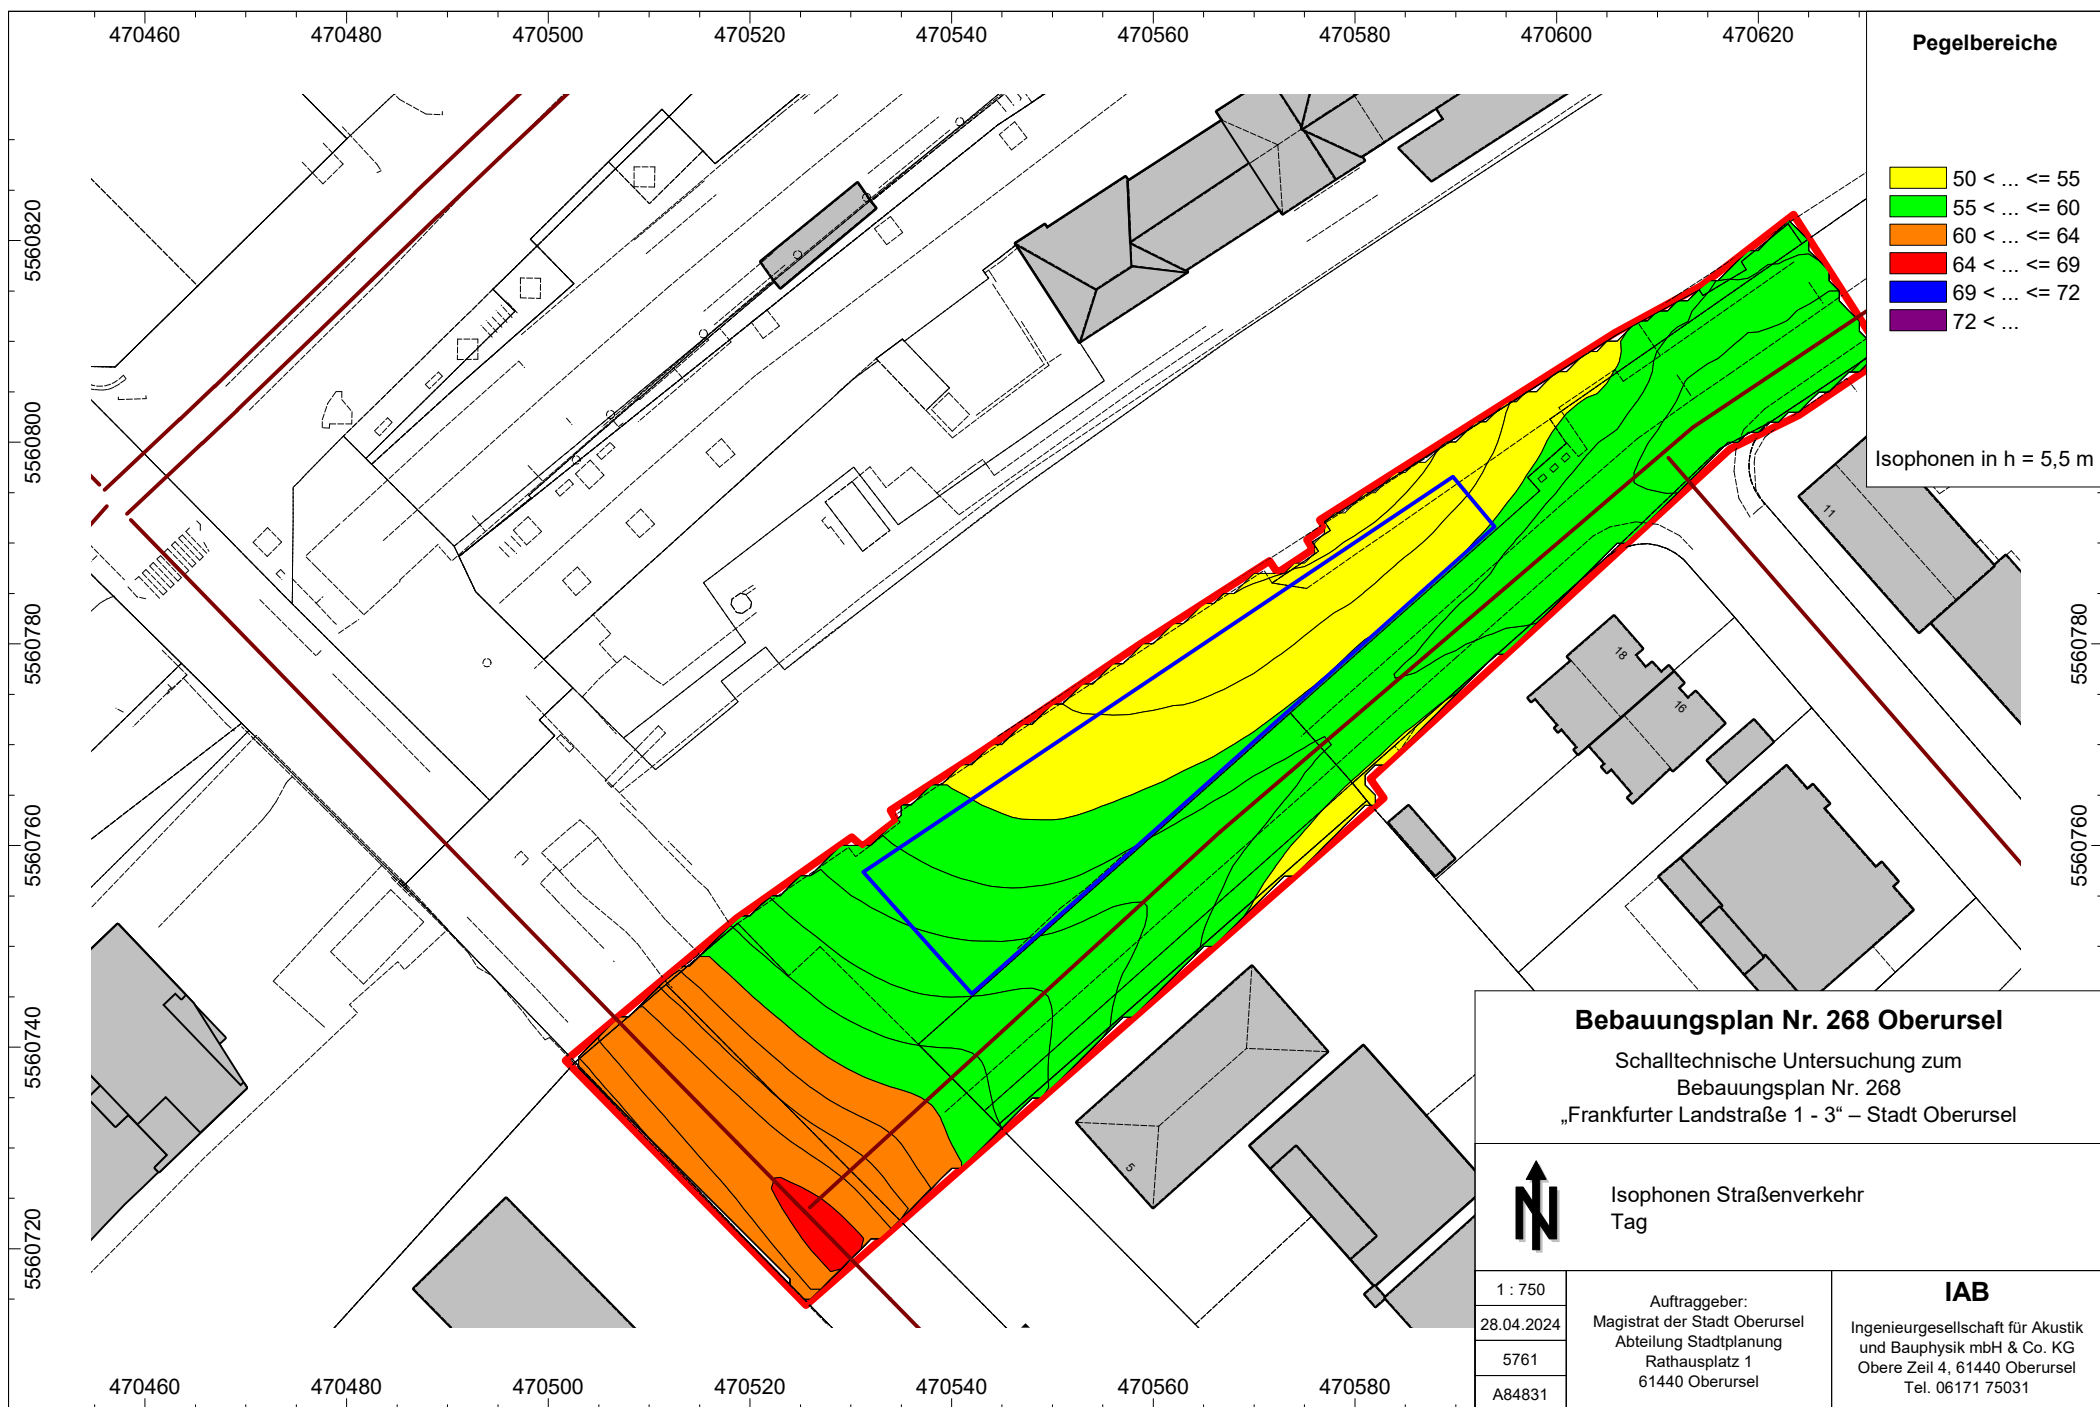 470460 470480 470500 470520 470540 470560 470580 470600 470620
Pegelbereiche
50 < ... <= 55
55 < ... <= 60
60 < ... <= 64
64 < ... <= 69
69 < ... <= 72
72 < ...
Isophonen in h = 5,5 m
5560820
5560800
5560780
5560760
5560740
5560720
5560780
5560760
11
18
16
5
Bebauungsplan Nr. 268 Oberursel
Schalltechnische Untersuchung zum
Bebauungsplan Nr. 268
„Frankfurter Landstraße 1 - 3“ – Stadt Oberursel
N
Isophonen Straßenverkehr
Tag
1 : 750
28.04.2024
5761
A84831
Auftraggeber:
Magistrat der Stadt Oberursel
Abteilung Stadtplanung
Rathausplatz 1
61440 Oberursel
IAB
Ingenieurgesellschaft für Akustik
und Bauphysik mbH & Co. KG
Obere Zeil 4, 61440 Oberursel
Tel. 06171 75031
470460 470480 470500 470520 470540 470560 470580